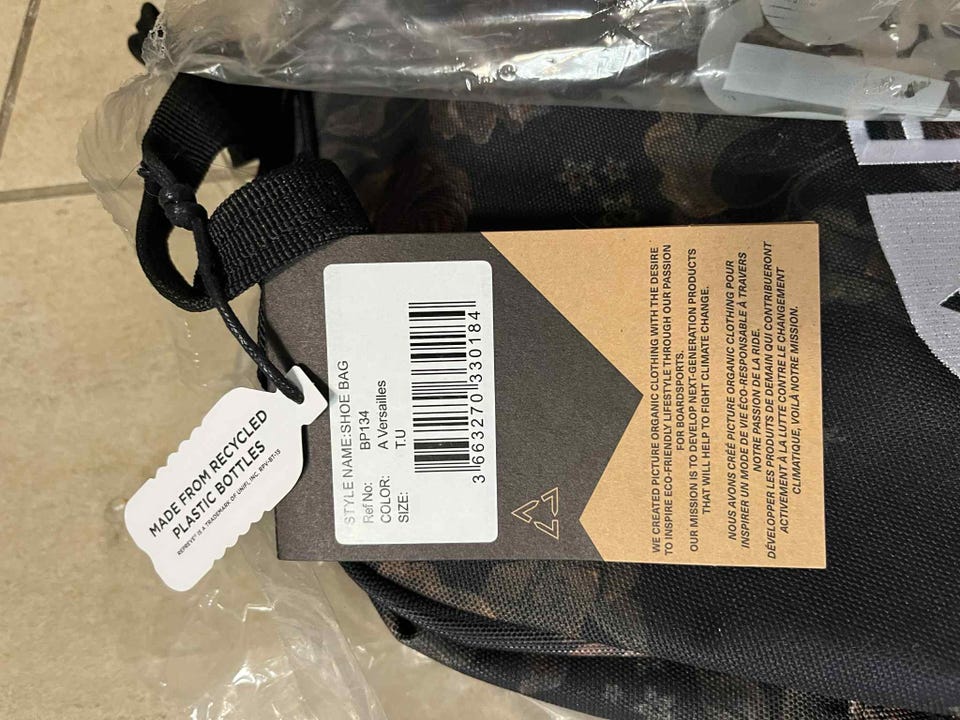 STYLE NAME:SHOE BAG
Ref No: BP134
COLOR: A Versailles
SIZE: T.U
3 663270 330184
MADE FROM RECYCLED
PLASTIC BOTTLES
REPREVE® IS A TRADEMARK OF UNIFI, INC. RPV-BT-15
WE CREATED PICTURE ORGANIC CLOTHING WITH THE DESIRE
TO INSPIRE ECO-FRIENDLY LIFESTYLE THROUGH OUR PASSION
FOR BOARDSPORTS.
OUR MISSION IS TO DEVELOP NEXT-GENERATION PRODUCTS
THAT WILL HELP TO FIGHT CLIMATE CHANGE.
NOUS AVONS CRÉÉ PICTURE ORGANIC CLOTHING POUR
INSPIRER UN MODE DE VIE ÉCO-RESPONSABLE À TRAVERS
NOTRE PASSION DE LA RIDE.
DÉVELOPPER LES PRODUITS DE DEMAIN QUI CONTRIBUERONT
ACTIVEMENT À LA LUTTE CONTRE LE CHANGEMENT
CLIMATIQUE, VOILÀ NOTRE MISSION.